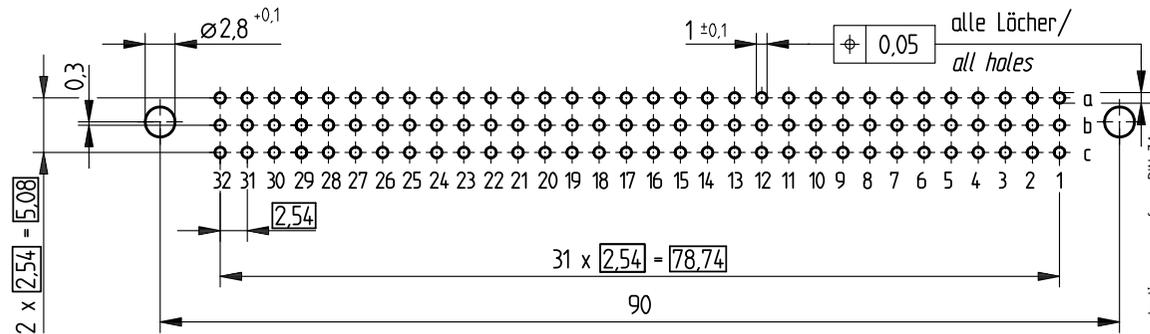 ⌀2,8 +0,1
1 ±0,1
⌖ 0,05
alle Löcher/
all holes
0,3
a
b
c
32 31 30 29 28 27 26 25 24 23 22 21 20 19 18 17 16 15 14 13 12 11 10 9 8 7 6 5 4 3 2 1
2,54
2 x 2,54 = 5,08
31 x 2,54 = 78,74
90